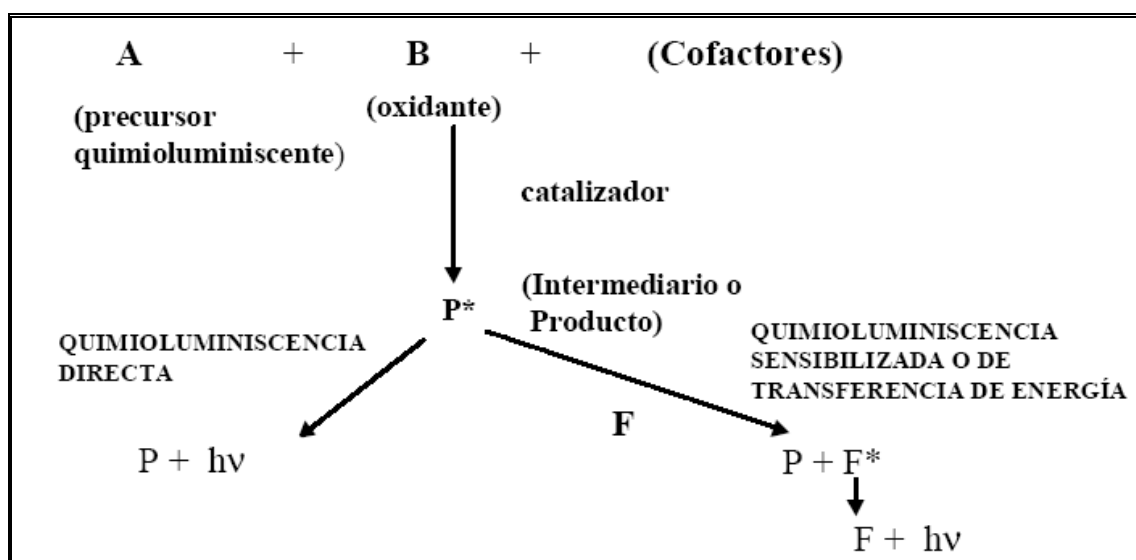 A + B + (Cofactores)
(precursor
quimioluminiscente)
(oxidante)
catalizador
P*
(Intermediario o
Producto)
QUIMIOLUMINISCENCIA
DIRECTA
QUIMIOLUMINISCENCIA
SENSIBILIZADA O DE
TRANSFERENCIA DE ENERGÍA
F
P + hν
P + F*
F + hν